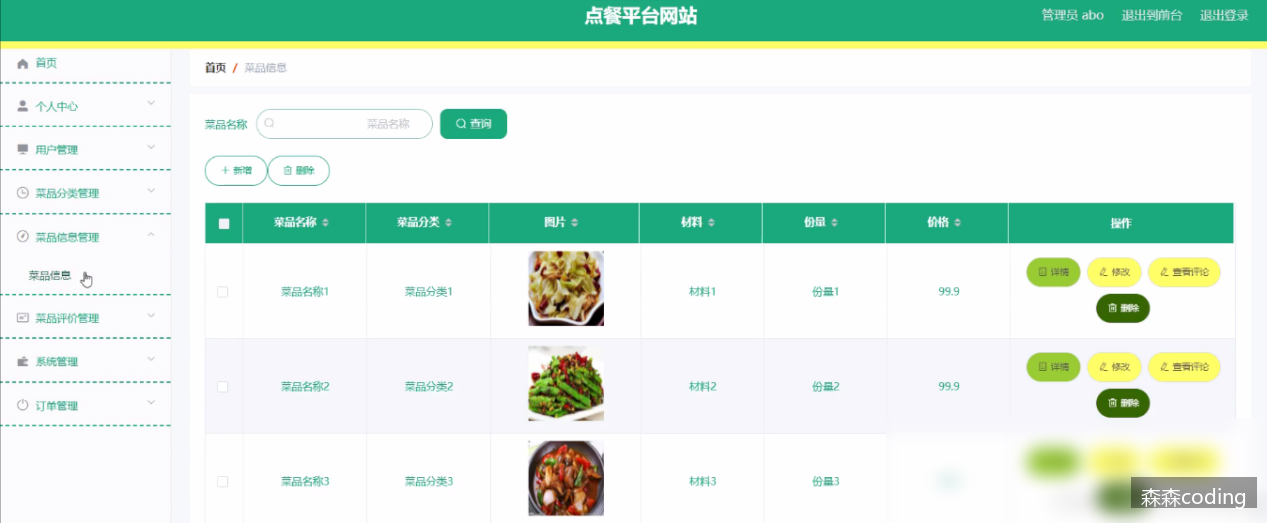 点餐平台网站
管理员 abo 退出到前台 退出登录
首页
个人中心
用户管理
菜品分类管理
菜品信息管理
菜品信息
菜品评价管理
系统管理
订单管理
首页 / 菜品信息
菜品名称 菜品名称 查询
+ 新增 删除
菜品名称 菜品分类 图片 材料 份量 价格 操作
菜品名称1 菜品分类1 材料1 份量1 99.9 详情 修改 查看评论
删除
菜品名称2 菜品分类2 材料2 份量2 99.9 详情 修改 查看评论
删除
菜品名称3 菜品分类3 材料3 份量3
森森coding